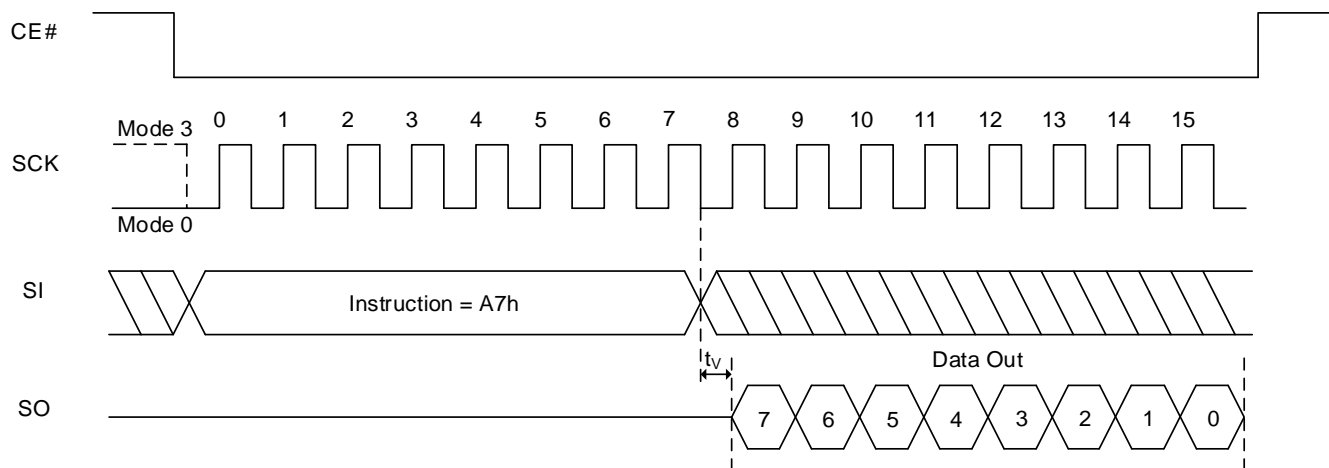 CE#
Mode 3
0 1 2 3 4 5 6 7 8 9 10 11 12 13 14 15
SCK
Mode 0
SI
Instruction = A7h
tV
Data Out
SO
7 6 5 4 3 2 1 0